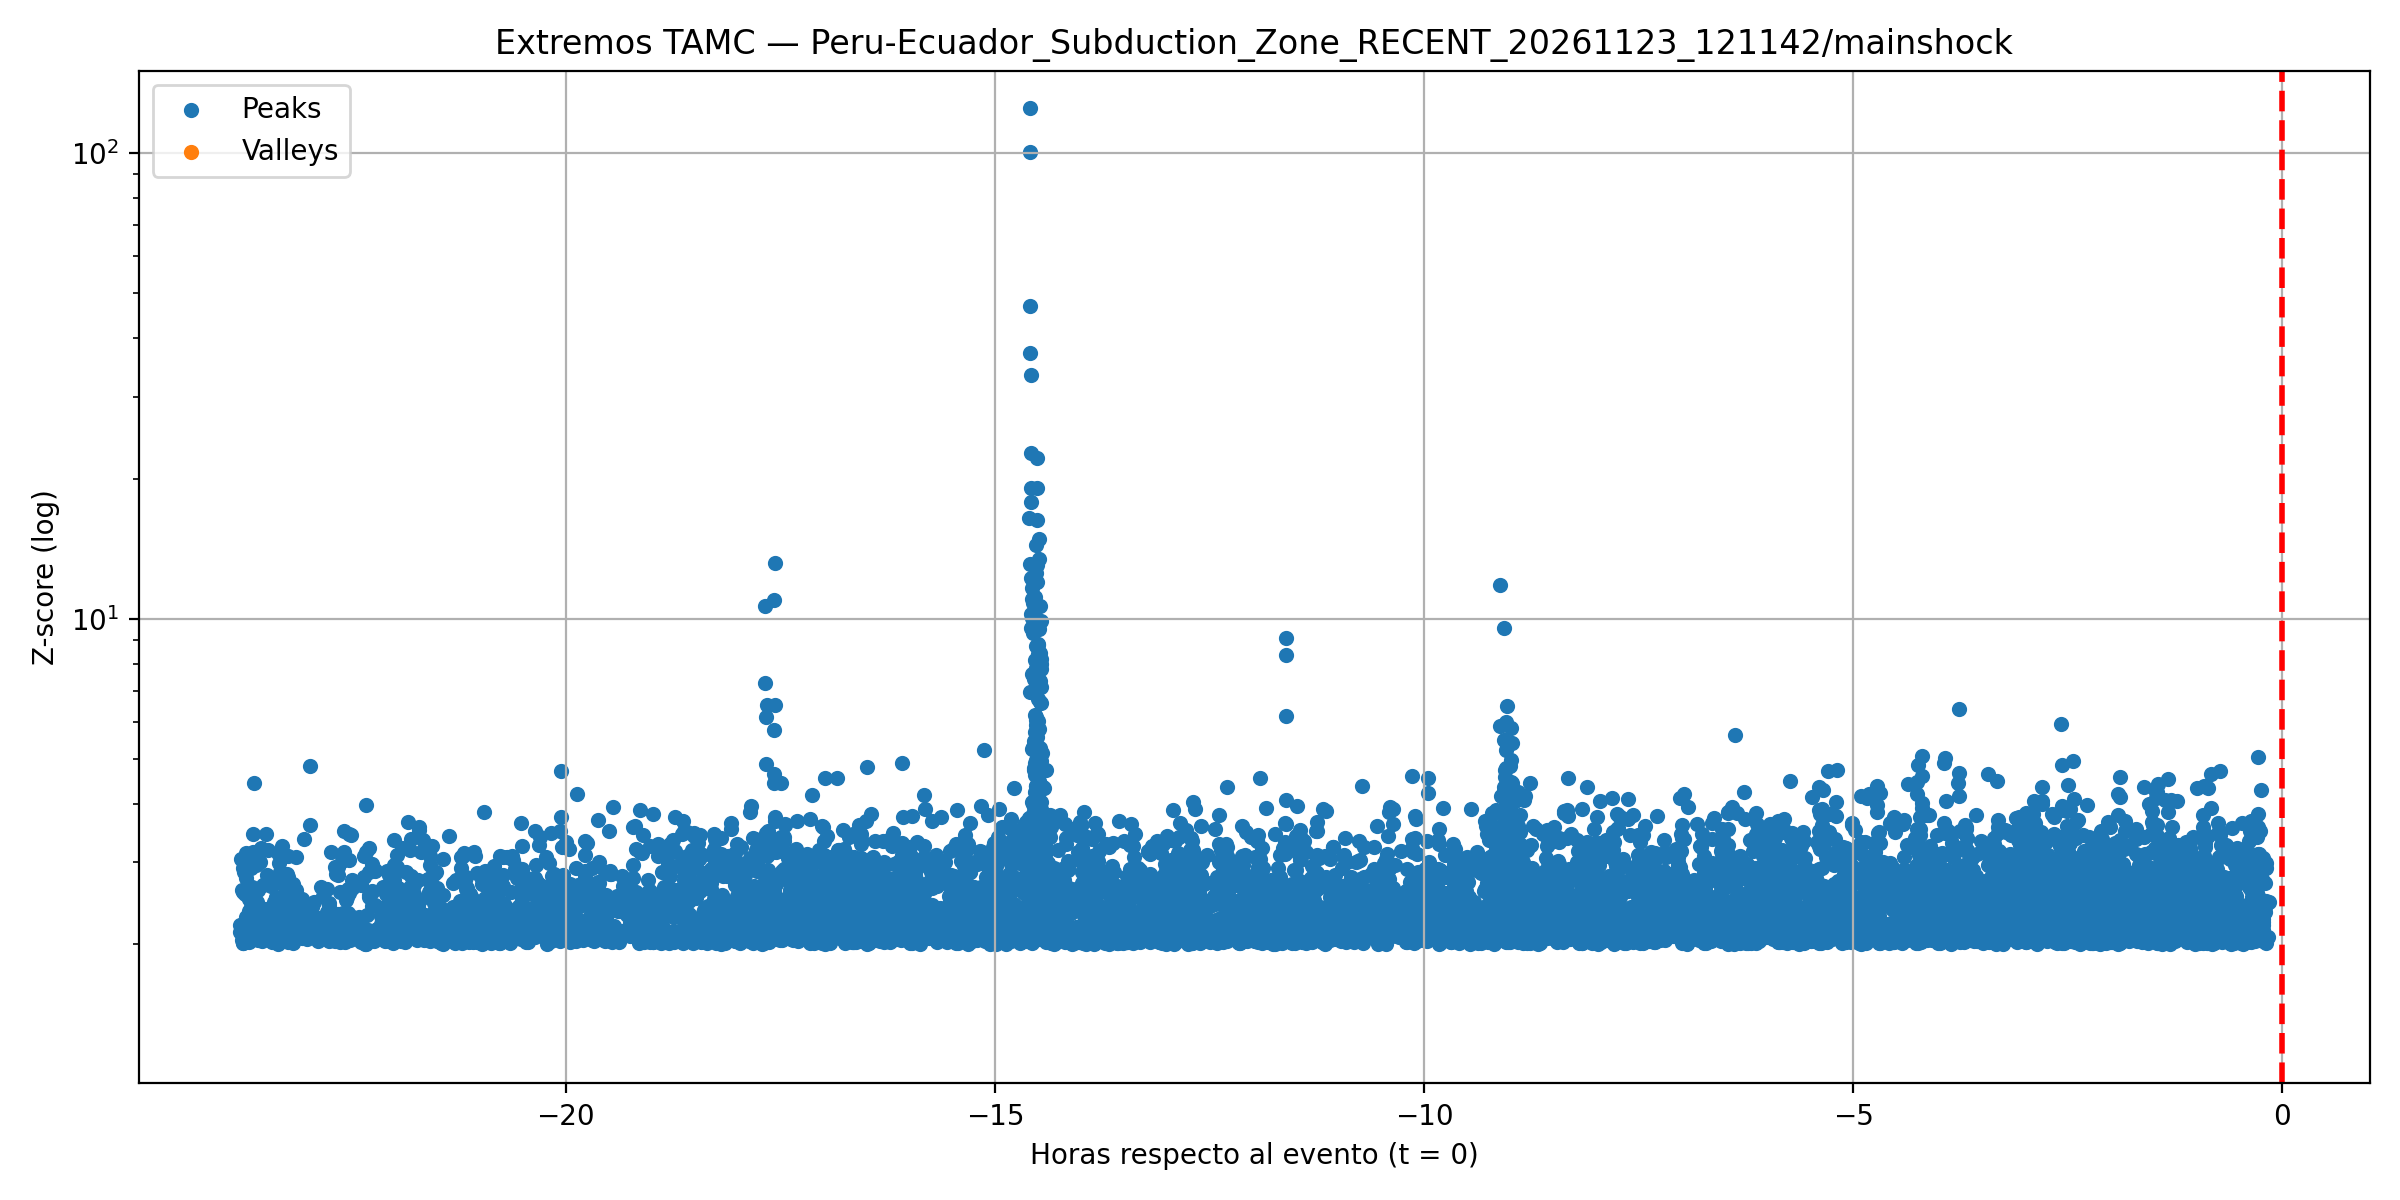 Extremos TAMC — Peru-Ecuador_Subduction_Zone_RECENT_20261123_121142/mainshock
Peaks
Valleys
10²
10¹
Z-score (log)
−20
−15
−10
−5
0
Horas respecto al evento (t = 0)